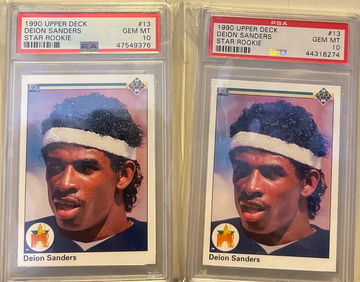 1990 UPPER DECK #13
DEION SANDERS GEM MT
STAR ROOKIE 10
PSA 47549376
Deion Sanders
PSA
1990 UPPER DECK #13
DEION SANDERS GEM MT
STAR ROOKIE 10
44316274
Deion Sanders